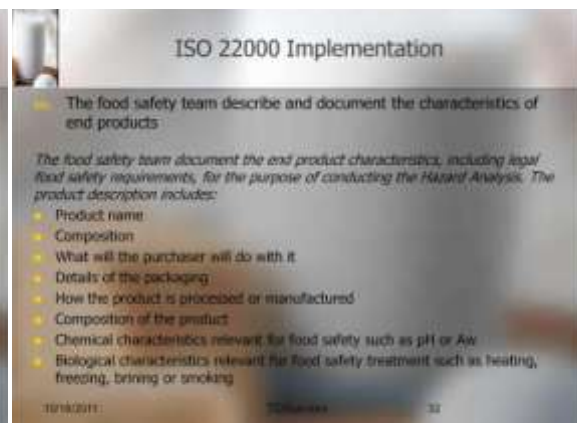 ISO 22000 Implementation
The food safety team describe and document the characteristics of
end products
The food safety team document the end product characteristics, including legal
food safety requirements, for the purpose of conducting the Hazard Analysis. The
product description includes:
Product name
Composition
What will the purchaser will do with it
Details of the packaging
How the product is processed or manufactured
Composition of the product
Chemical characteristics relevant for food safety such as pH or Aw
Biological characteristics relevant for food safety treatment such as heating,
freezing, brining or smoking
32